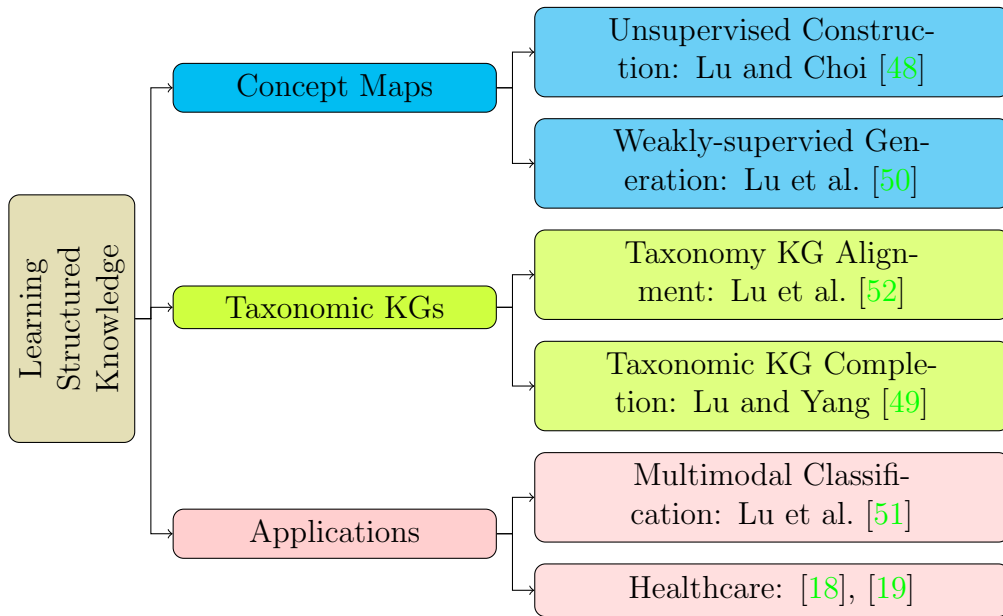 Learning
Structured
Knowledge
Concept Maps
Unsupervised Construc-
tion: Lu and Choi [48]
Weakly-supervied Gen-
eration: Lu et al. [50]
Taxonomic KGs
Taxonomy KG Align-
ment: Lu et al. [52]
Taxonomic KG Comple-
tion: Lu and Yang [49]
Applications
Multimodal Classifi-
cation: Lu et al. [51]
Healthcare: [18], [19]